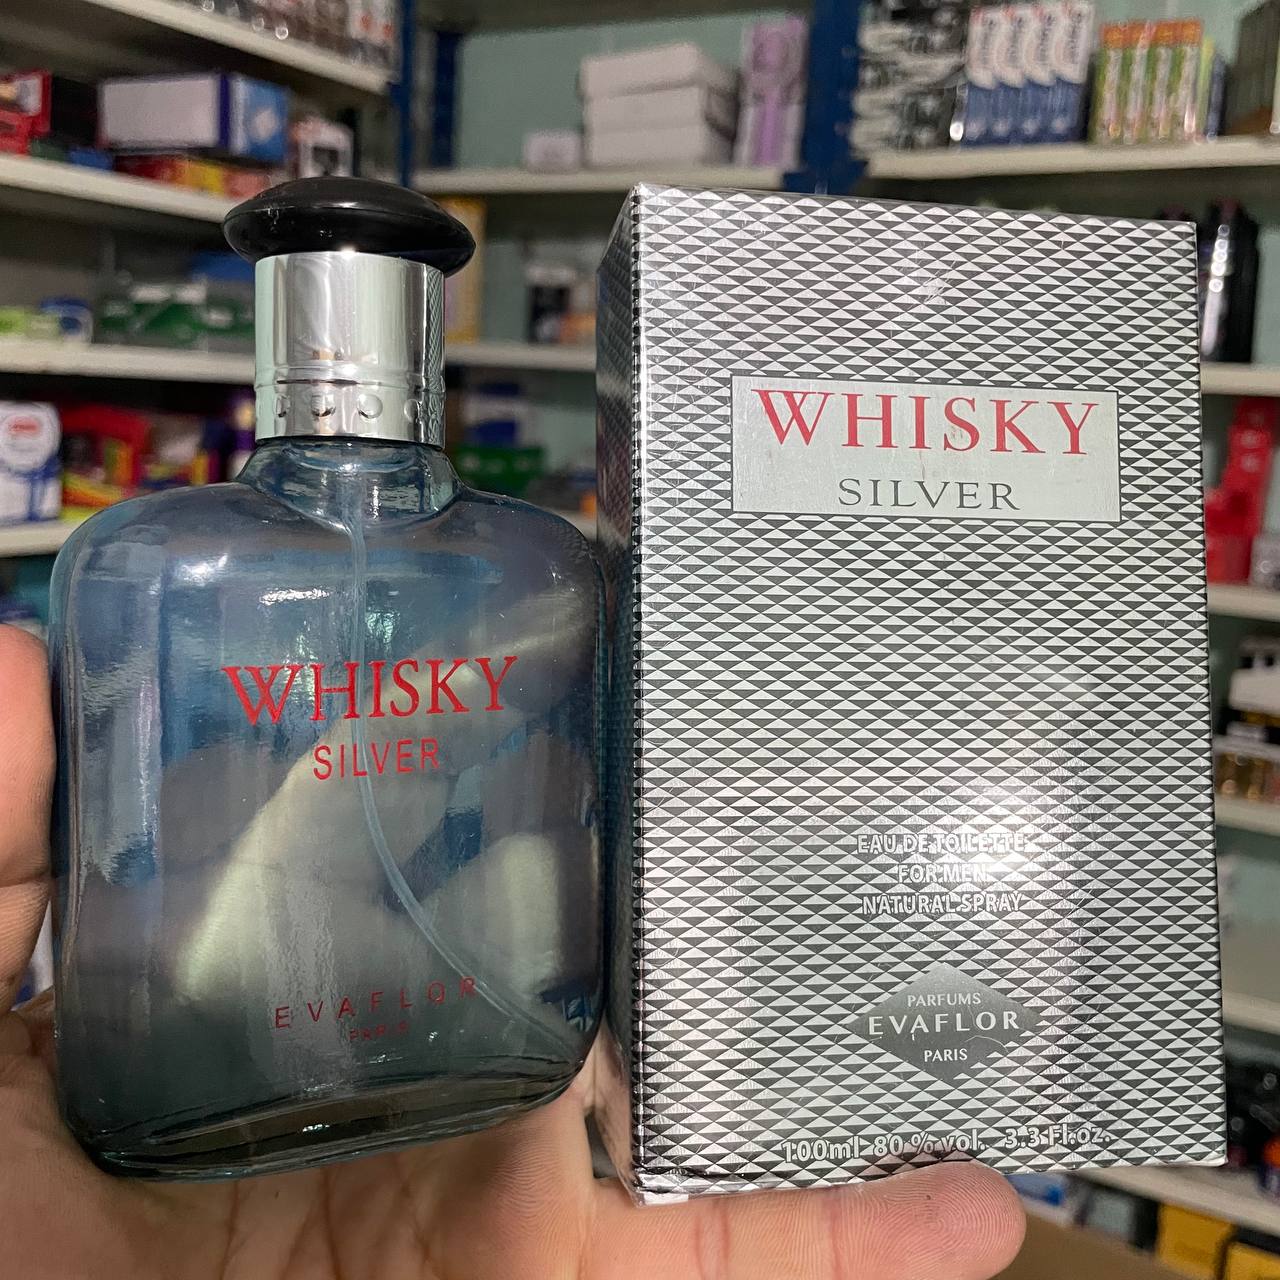 WHISKY
SILVER
EVAFLOR
PARIS
WHISKY
SILVER
EAU DE TOILETTE
FOR MEN
NATURAL SPRAY
PARFUMS
EVAFLOR
PARIS
100ml 80 % vol. 3.3 Fl.oz.